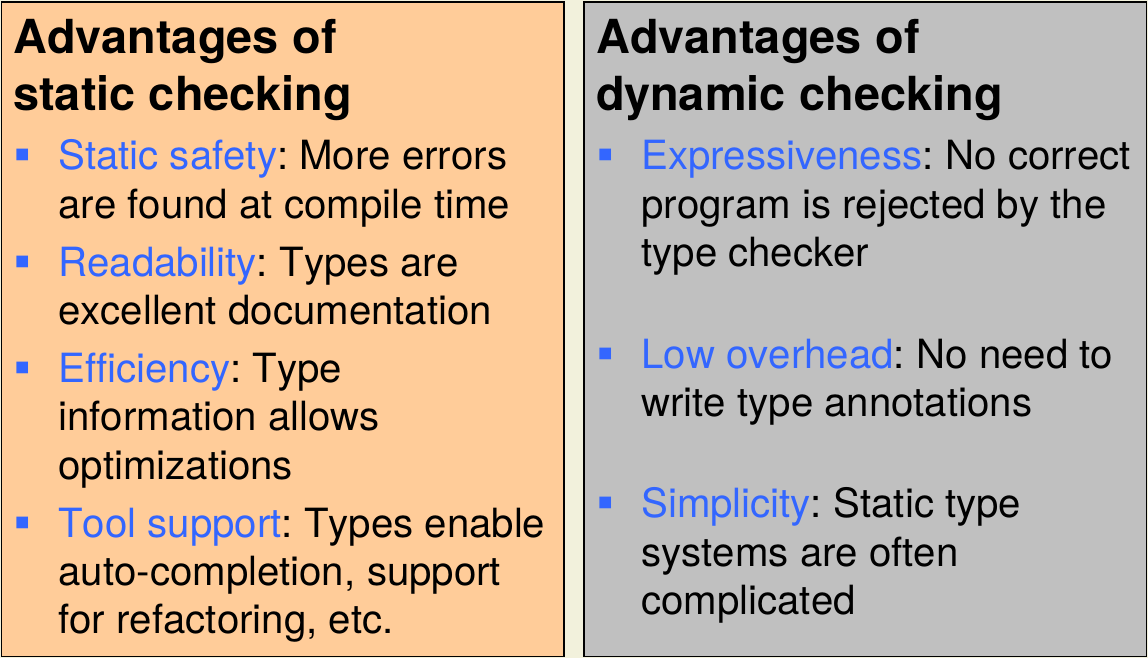 Advantages of
static checking
▪ Static safety: More errors
are found at compile time
▪ Readability: Types are
excellent documentation
▪ Efficiency: Type
information allows
optimizations
▪ Tool support: Types enable
auto-completion, support
for refactoring, etc.
Advantages of
dynamic checking
▪ Expressiveness: No correct
program is rejected by the
type checker
▪ Low overhead: No need to
write type annotations
▪ Simplicity: Static type
systems are often
complicated